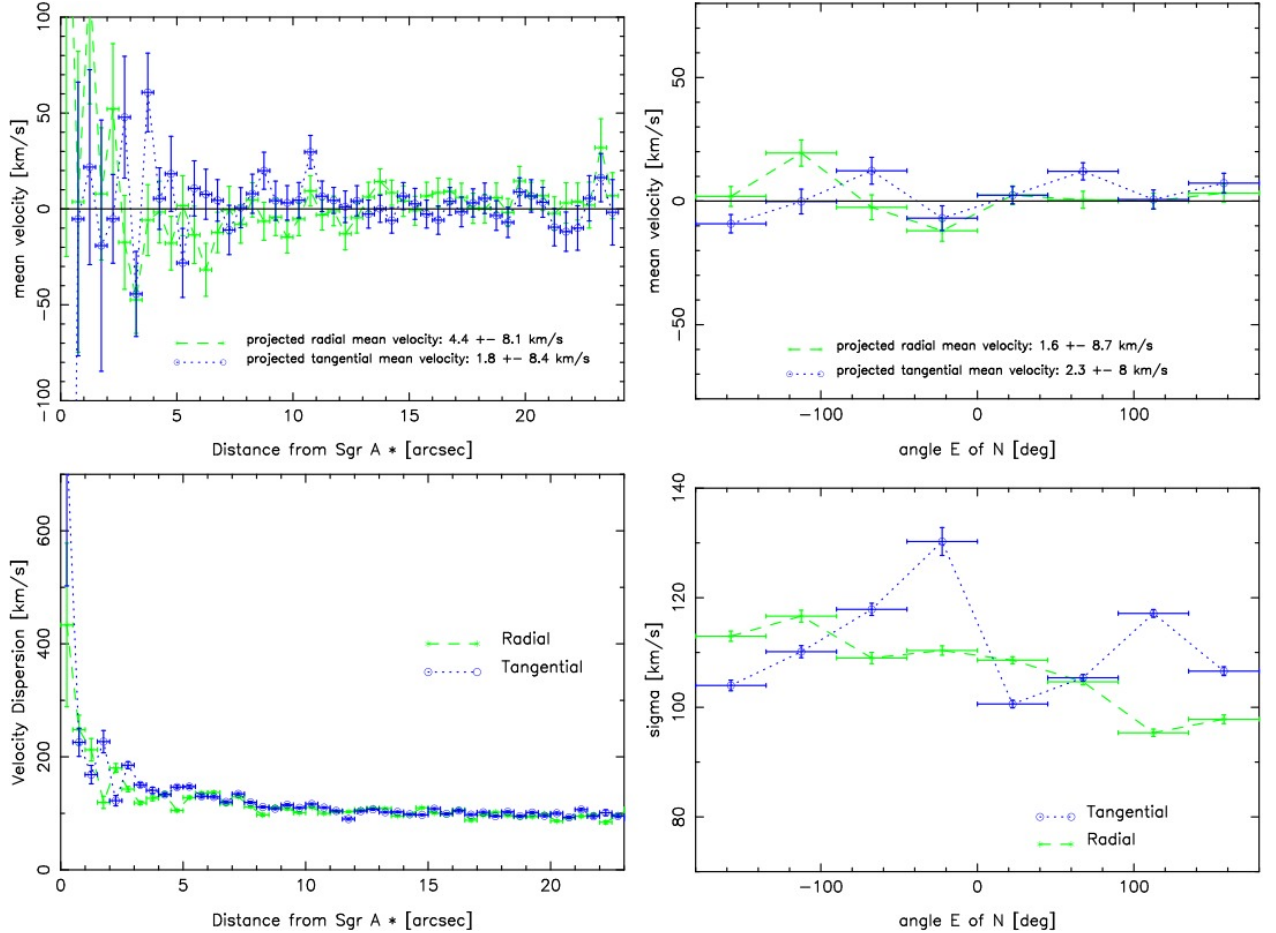 mean velocity [km/s]
100
50
0
−50
−100
projected radial mean velocity: 4.4 +− 8.1 km/s
projected tangential mean velocity: 1.8 +− 8.4 km/s
0 5 10 15 20
Distance from Sgr A * [arcsec]
mean velocity [km/s]
50
0
−50
projected radial mean velocity: 1.6 +− 8.7 km/s
projected tangential mean velocity: 2.3 +− 8 km/s
−100 0 100
angle E of N [deg]
Velocity Dispersion [km/s]
600
400
200
0
Radial
Tangential
0 5 10 15 20
Distance from Sgr A * [arcsec]
sigma [km/s]
140
120
100
80
Tangential
Radial
−100 0 100
angle E of N [deg]